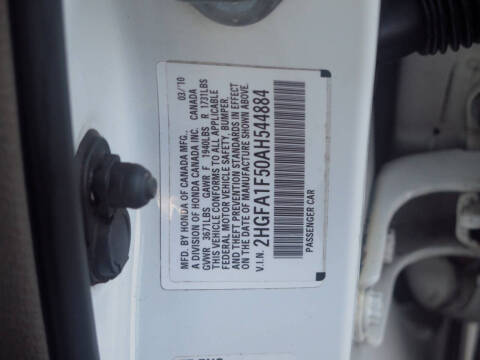 MFD. BY HONDA OF CANADA MFG., 03/'10
A DIVISION OF HONDA CANADA INC. CANADA
GVWR 3671LBS GAWR F 1940LBS R 1731LBS
THIS VEHICLE CONFORMS TO ALL APPLICABLE
FEDERAL MOTOR VEHICLE SAFETY, BUMPER,
AND THEFT PREVENTION STANDARDS IN EFFECT
ON THE DATE OF MANUFACTURE SHOWN ABOVE.
V.I.N. 2HGFA1F50AH544884
PASSENGER CAR